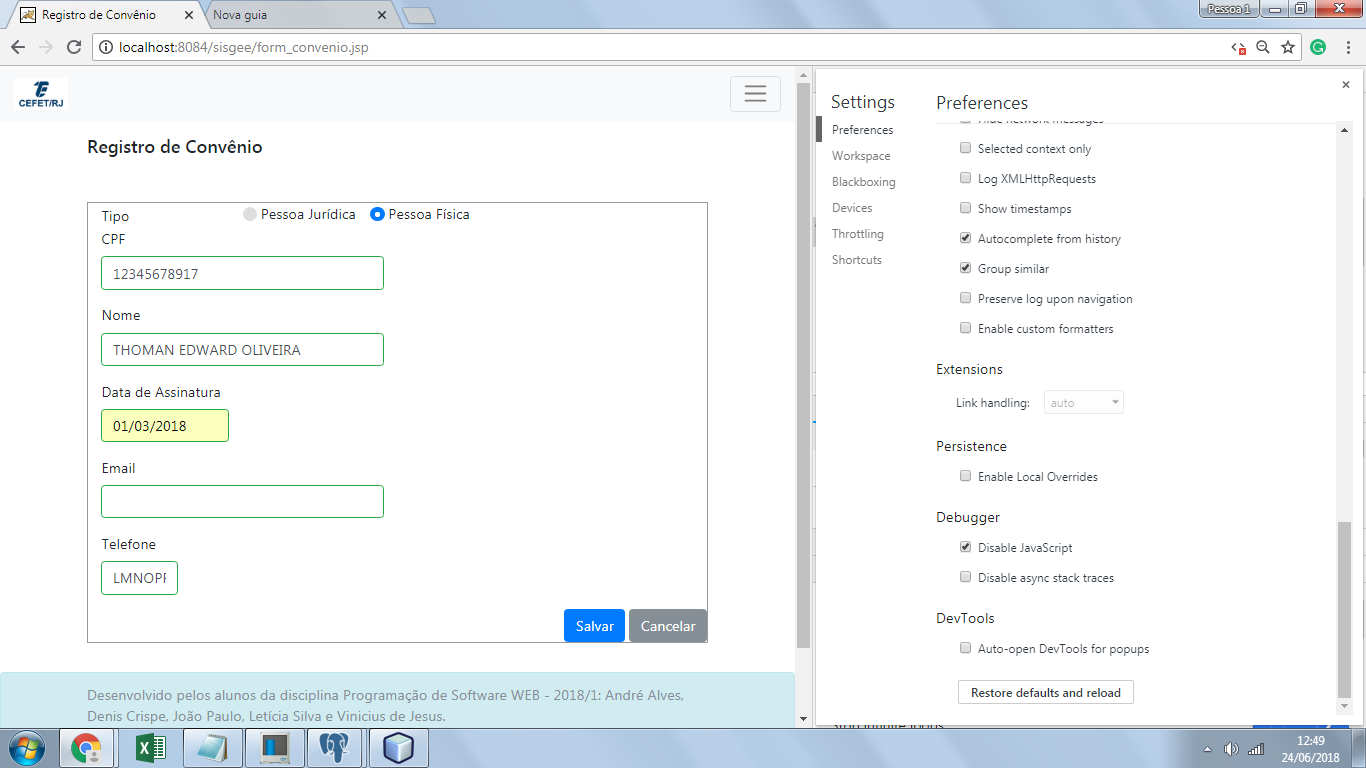 Registro de Convênio
Nova guia
Pessoa 1
localhost:8084/sisgee/form_convenio.jsp
CEFET/RJ
Registro de Convênio
Tipo
Pessoa Jurídica
Pessoa Física
CPF
12345678917
Nome
THOMAN EDWARD OLIVEIRA
Data de Assinatura
01/03/2018
Email
Telefone
Salvar
Cancelar
Desenvolvido pelos alunos da disciplina Programação de Software WEB - 2018/1: André Alves,
Denis Crispe, João Paulo, Letícia Silva e Vinicius de Jesus.
Settings
Preferences
Workspace
Blackboxing
Devices
Throttling
Shortcuts
Preferences
Hide network messages
Selected context only
Log XMLHttpRequests
Show timestamps
Autocomplete from history
Group similar
Preserve log upon navigation
Enable custom formatters
Extensions
Link handling:
auto
Persistence
Enable Local Overrides
Debugger
Disable JavaScript
Disable async stack traces
DevTools
Auto-open DevTools for popups
Restore defaults and reload
12:49
24/06/2018